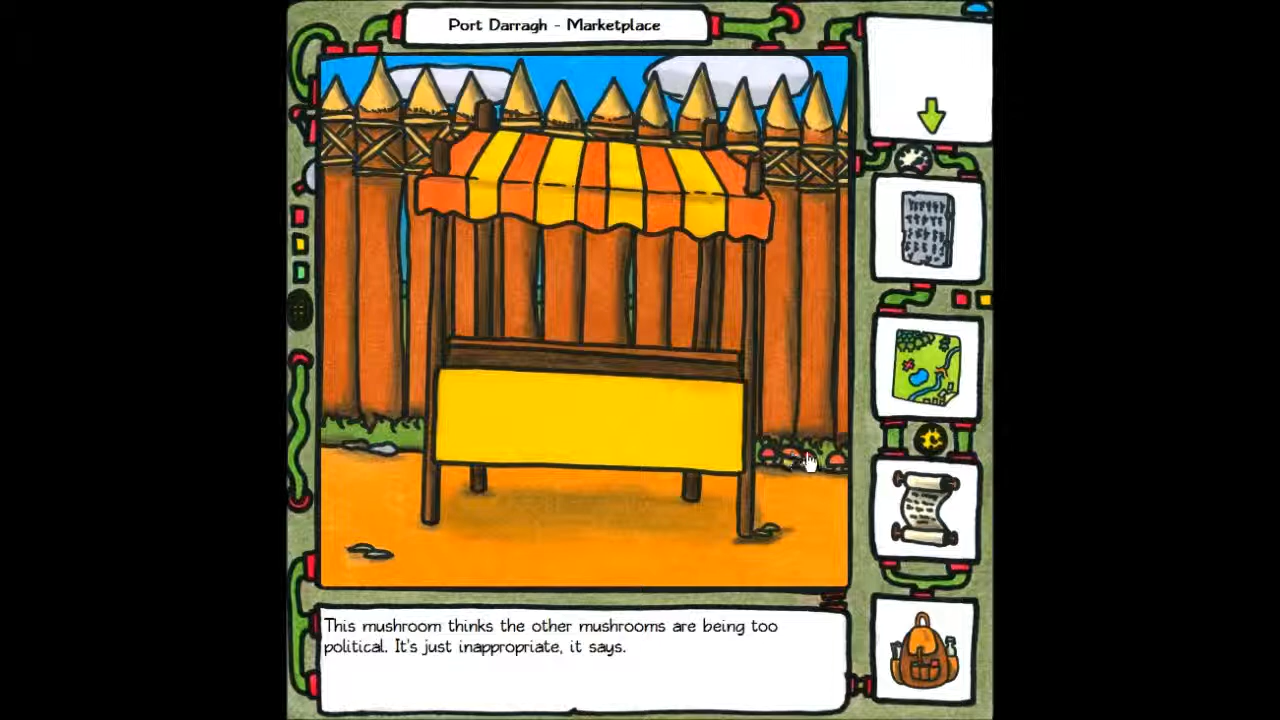 Port Darragh - Marketplace
This mushroom thinks the other mushrooms are being too
political. It's just inappropriate, it says.